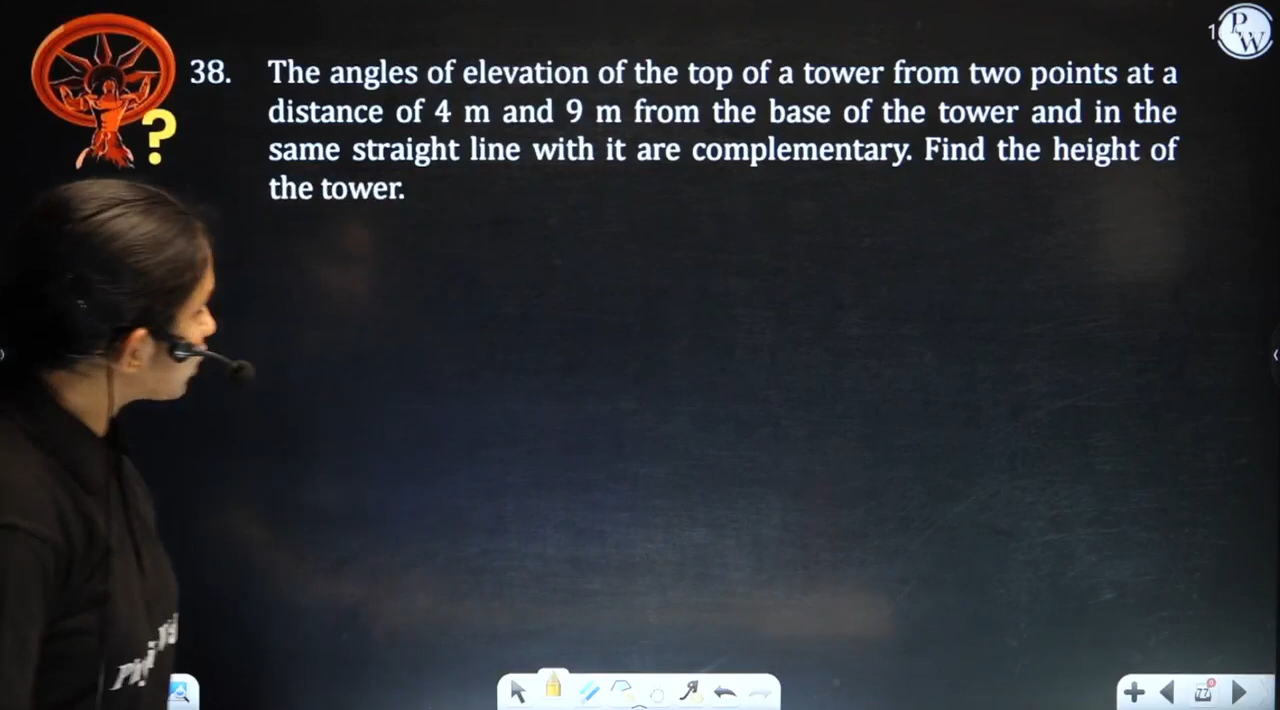 38. The angles of elevation of the top of a tower from two points at a
distance of 4 m and 9 m from the base of the tower and in the
same straight line with it are complementary. Find the height of
the tower.
?
1
P
W
77